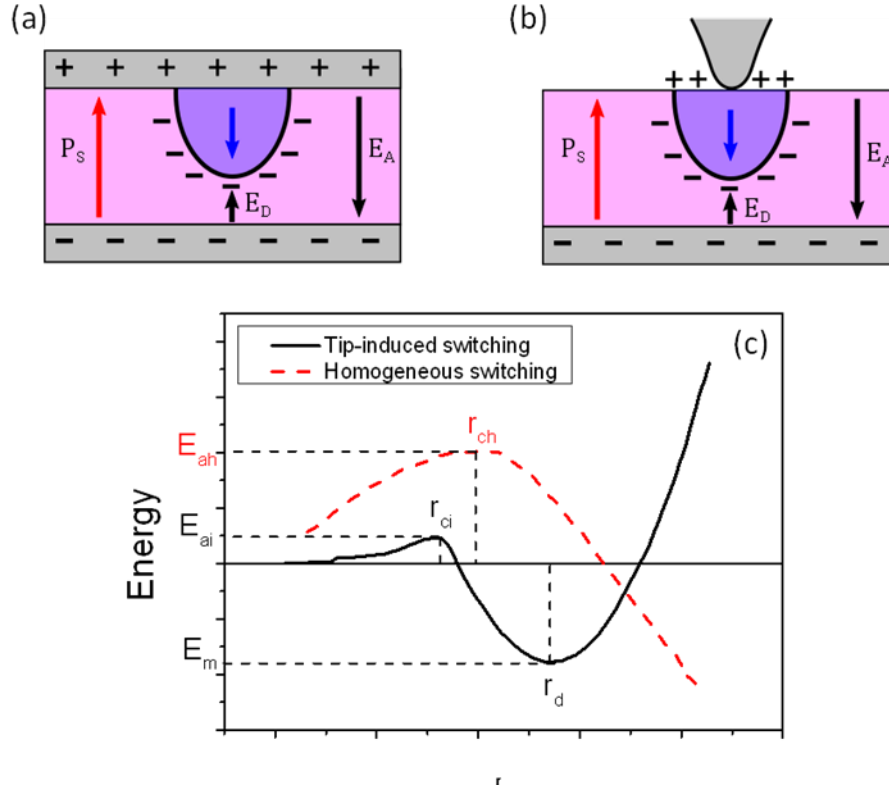 (a)
(b)
+ + + + + + +
+ + + +
P_S
E_A
E_D
P_S
E_A
E_D
− − − − − − −
− − − − − − −
(c)
Tip-induced switching
Homogeneous switching
E_ah
r_ch
r_ci
E_ai
Energy
E_m
r_d